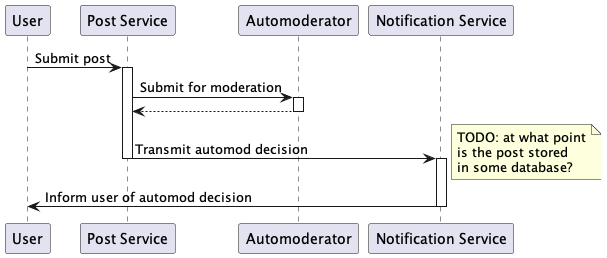 User
Post Service
Automoderator
Notification Service
Submit post
Submit for moderation
Transmit automod decision
TODO: at what point
is the post stored
in some database?
Inform user of automod decision
User
Post Service
Automoderator
Notification Service